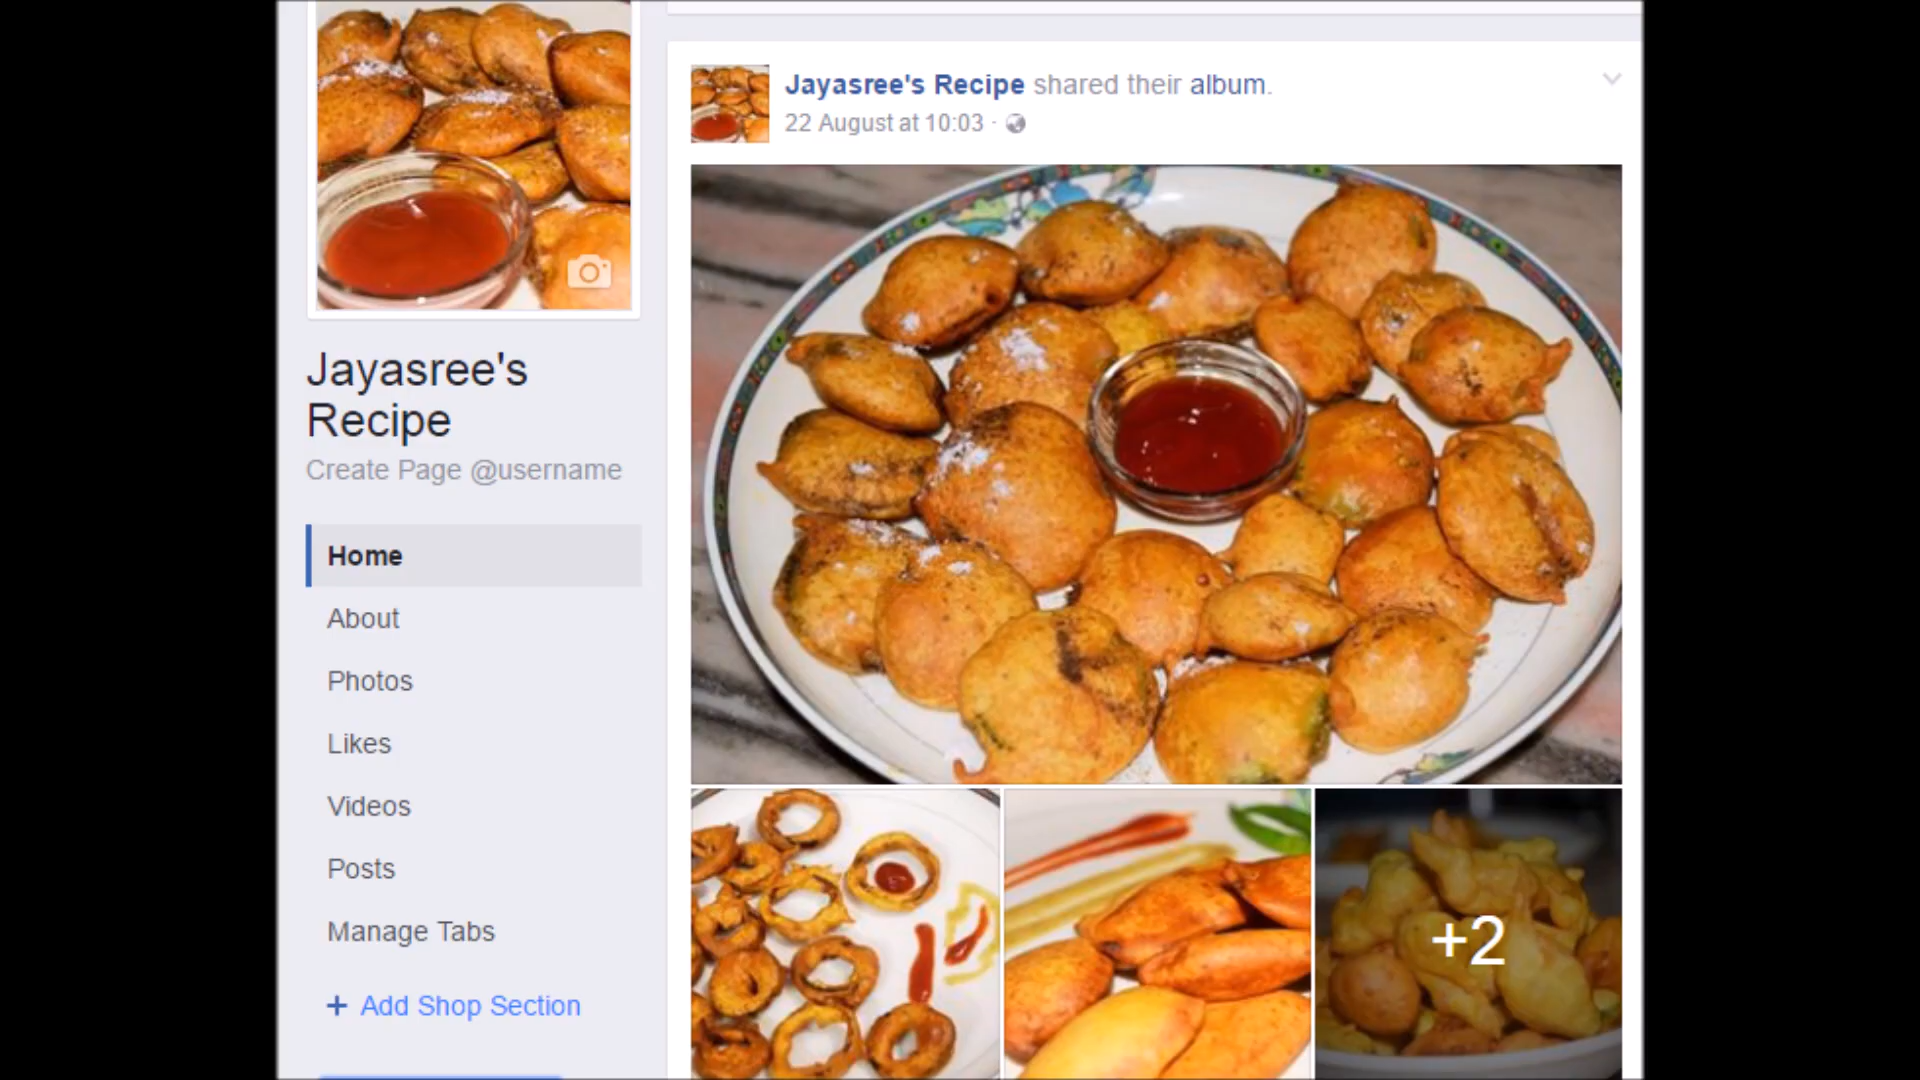 Jayasree's
Recipe
Create Page @username
Home
About
Photos
Likes
Videos
Posts
Manage Tabs
+ Add Shop Section
Jayasree's Recipe shared their album.
22 August at 10:03 ·
+2